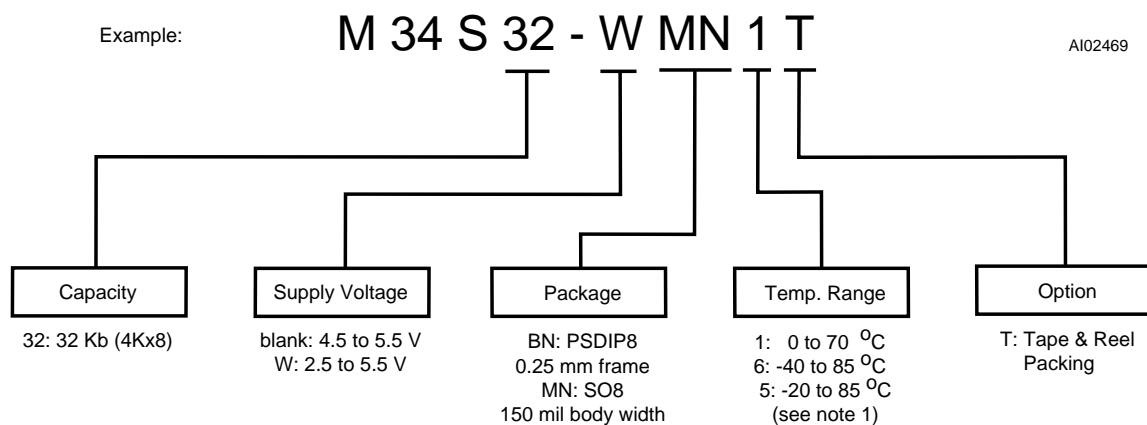 Example:
M 34 S 32 - W MN 1 T
AI02469
Capacity
32: 32 Kb (4Kx8)
Supply Voltage
blank: 4.5 to 5.5 V
W: 2.5 to 5.5 V
Package
BN: PSDIP8
0.25 mm frame
MN: SO8
150 mil body width
Temp. Range
1: 0 to 70 ºC
6: -40 to 85 ºC
5: -20 to 85 ºC
(see note 1)
Option
T: Tape & Reel
Packing